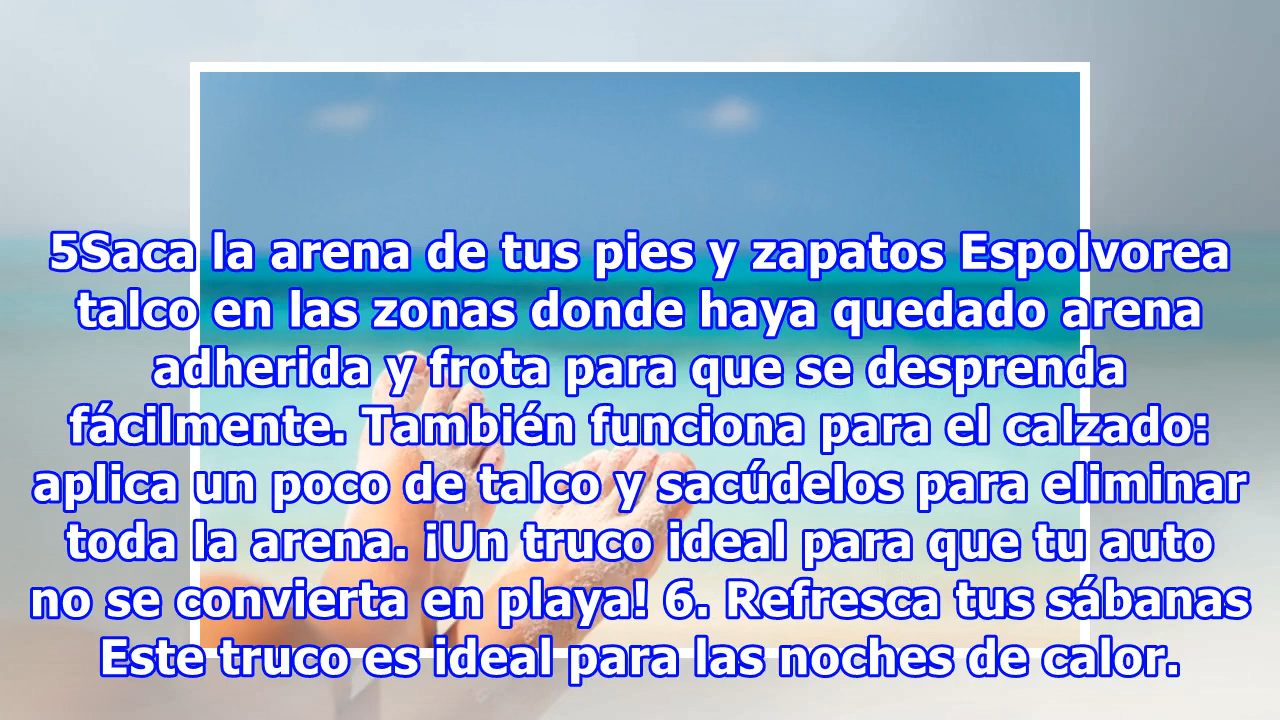 5Saca la arena de tus pies y zapatos Espolvorea
talco en las zonas donde haya quedado arena
adherida y frota para que se desprenda
fácilmente. También funciona para el calzado:
aplica un poco de talco y sacúdelos para eliminar
toda la arena. ¡Un truco ideal para que tu auto
no se convierta en playa! 6. Refresca tus sábanas
Este truco es ideal para las noches de calor.